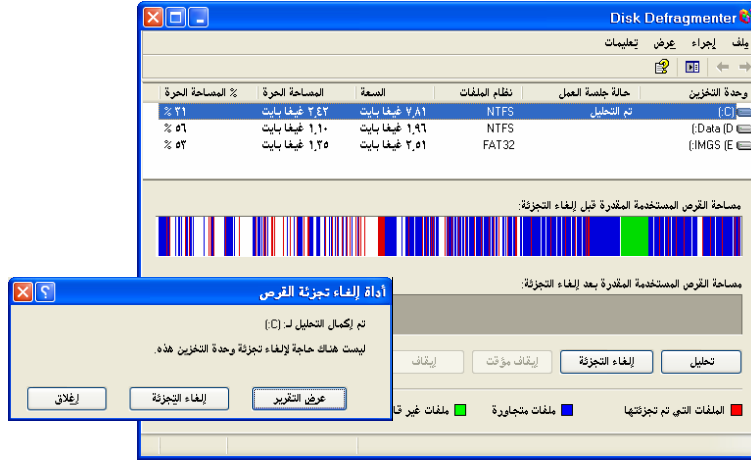 Disk Defragmenter
ملف إجراء عرض تعليمات
وحدة التخزين حالة جلسة العمل نظام الملفات السعة المساحة الحرة % المساحة الحرة
(C:) تم التحليل NTFS ٧,٨١ غيغا بايت ٢,٤٢ غيغا بايت ٣١ %
(:Data (D NTFS ١,٩٦ غيغا بايت ١,١٠ غيغا بايت ٥٦ %
(:IMGS (E FAT32 ٢,٥١ غيغا بايت ١,٣٥ غيغا بايت ٥٣ %
مساحة القرص المستخدمة المقدرة قبل إلغاء التجزئة:
مساحة القرص المستخدمة المقدرة بعد إلغاء التجزئة:
تحليل إلغاء التجزئة إيقاف مؤقت إيقاف
الملفات التي تم تجزئتها ملفات متجاورة ملفات غير قا
أداة إلغاء تجزئة القرص
تم إكمال التحليل لـ: (C:)
ليست هناك حاجة لإلغاء تجزئة وحدة التخزين هذه.
عرض التقرير إلغاء التجزئة إغلاق